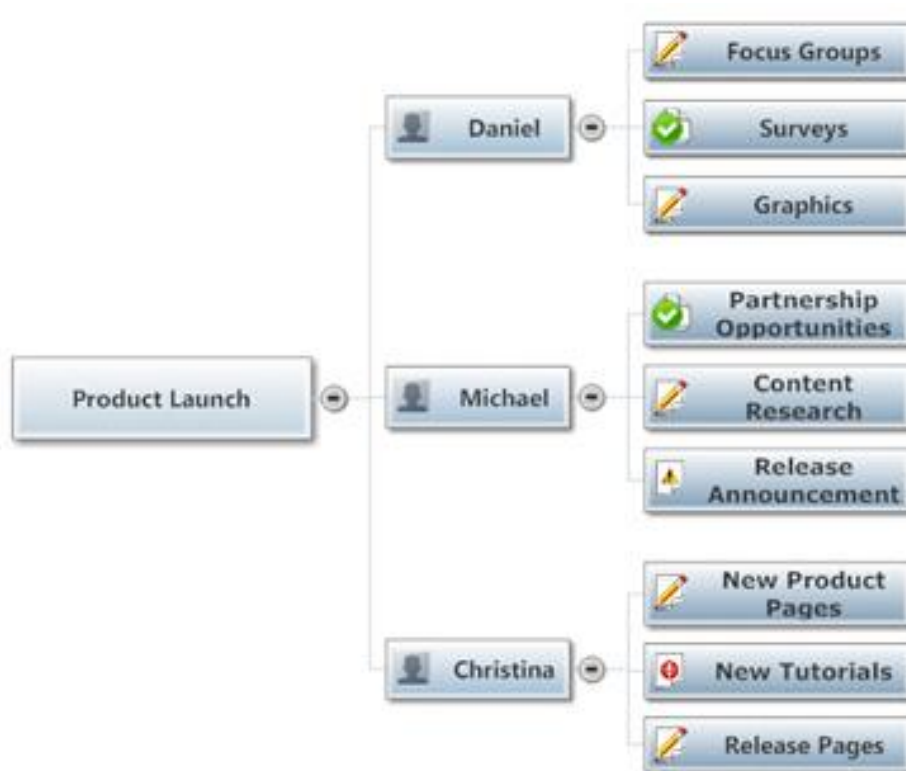 Product Launch
Daniel
Focus Groups
Surveys
Graphics
Michael
Partnership
Opportunities
Content
Research
Release
Announcement
Christina
New Product
Pages
New Tutorials
Release Pages